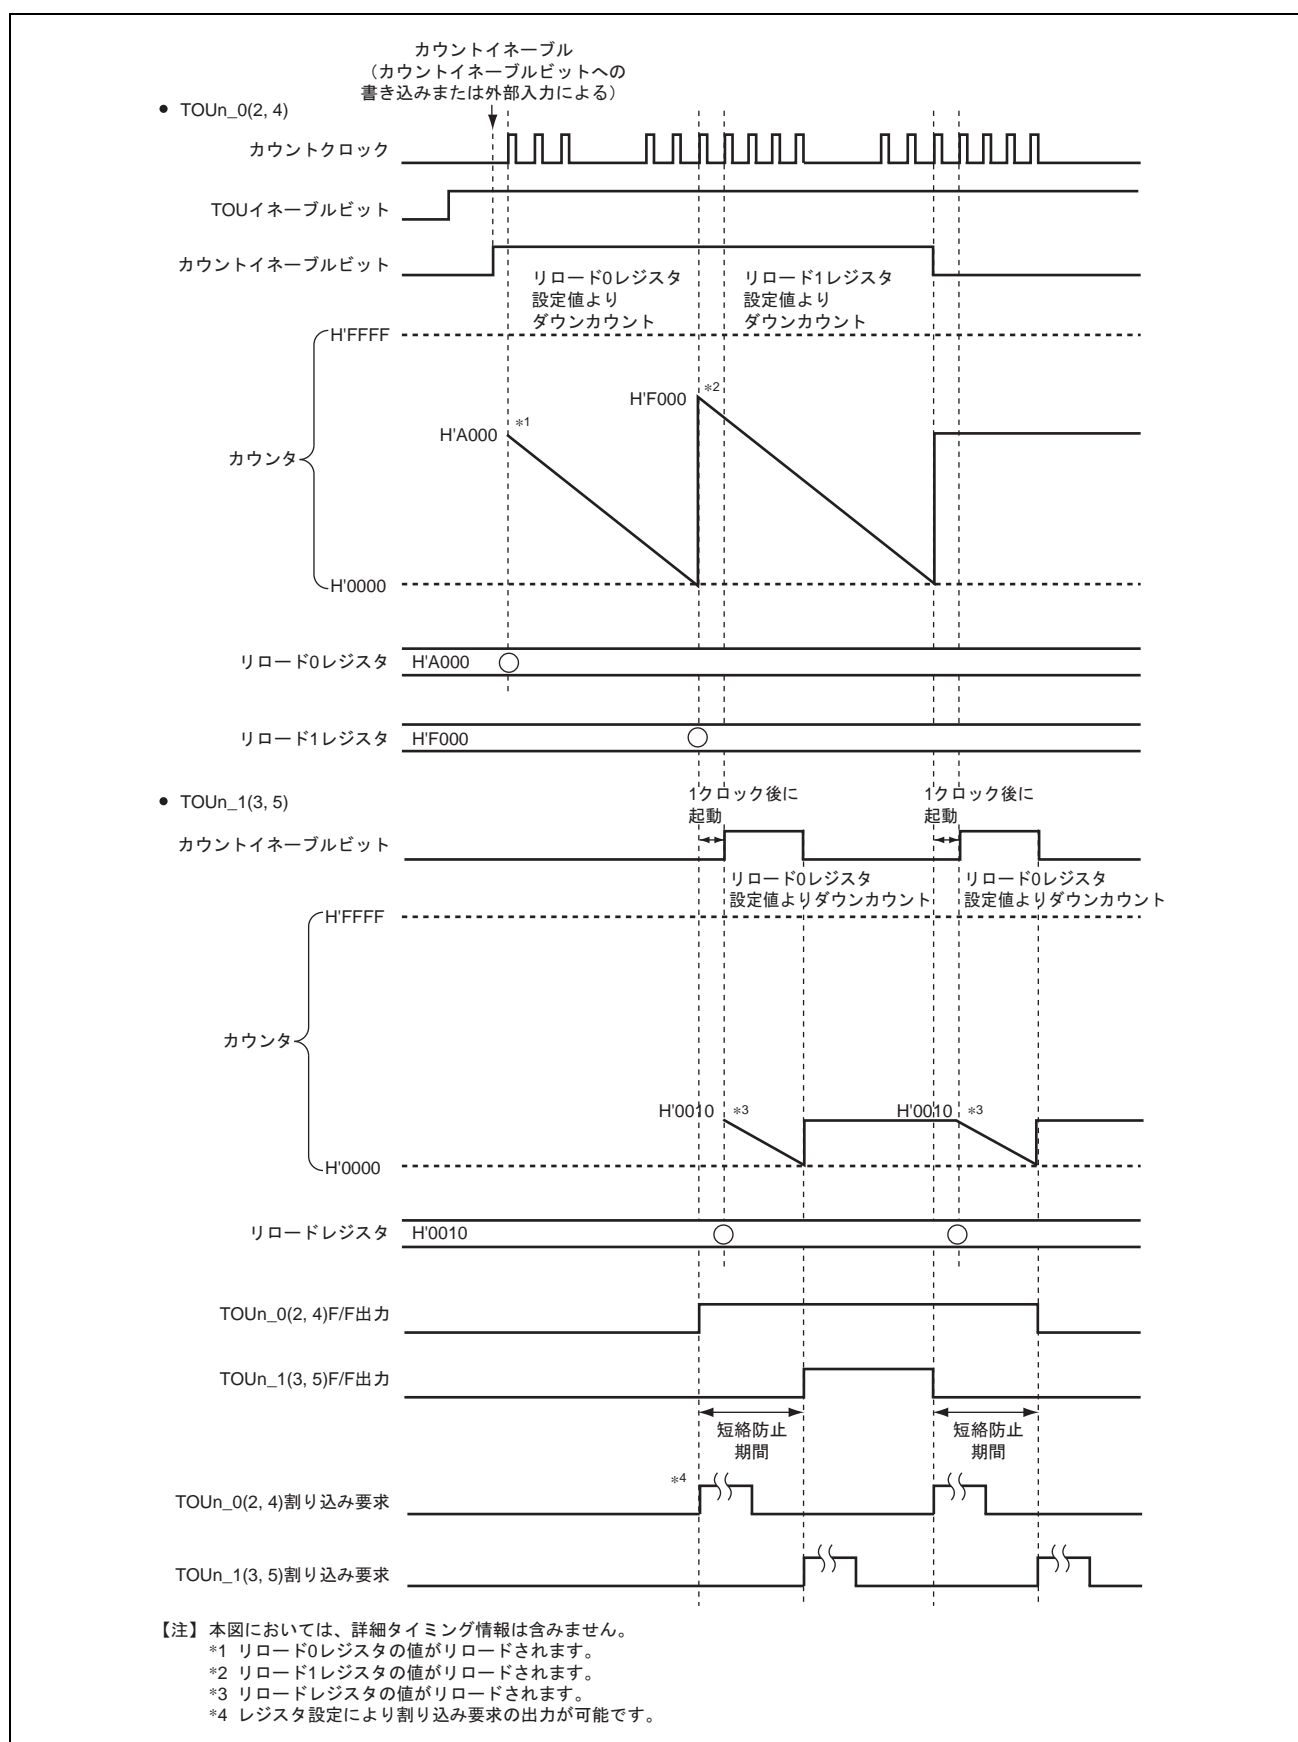 カウントイネーブル
（カウントイネーブルビットへの
書き込みまたは外部入力による）
● TOUn_0(2, 4)
カウントクロック
TOUイネーブルビット
カウントイネーブルビット
リロード0レジスタ
設定値より
ダウンカウント
リロード1レジスタ
設定値より
ダウンカウント
H'FFFF
H'F000
*2
H'A000
*1
カウンタ
H'0000
リロード0レジスタ
H'A000
リロード1レジスタ
H'F000
● TOUn_1(3, 5)
1クロック後に
起動
1クロック後に
起動
カウントイネーブルビット
リロード0レジスタ
設定値よりダウンカウント
リロード0レジスタ
設定値よりダウンカウント
H'FFFF
カウンタ
H'0010
*3
H'0010
*3
H'0000
リロードレジスタ
H'0010
TOUn_0(2, 4)F/F出力
TOUn_1(3, 5)F/F出力
短絡防止
期間
短絡防止
期間
*4
TOUn_0(2, 4)割り込み要求
TOUn_1(3, 5)割り込み要求
【注】 本図においては、詳細タイミング情報は含みません。
*1 リロード0レジスタの値がリロードされます。
*2 リロード1レジスタの値がリロードされます。
*3 リロードレジスタの値がリロードされます。
*4 レジスタ設定により割り込み要求の出力が可能です。